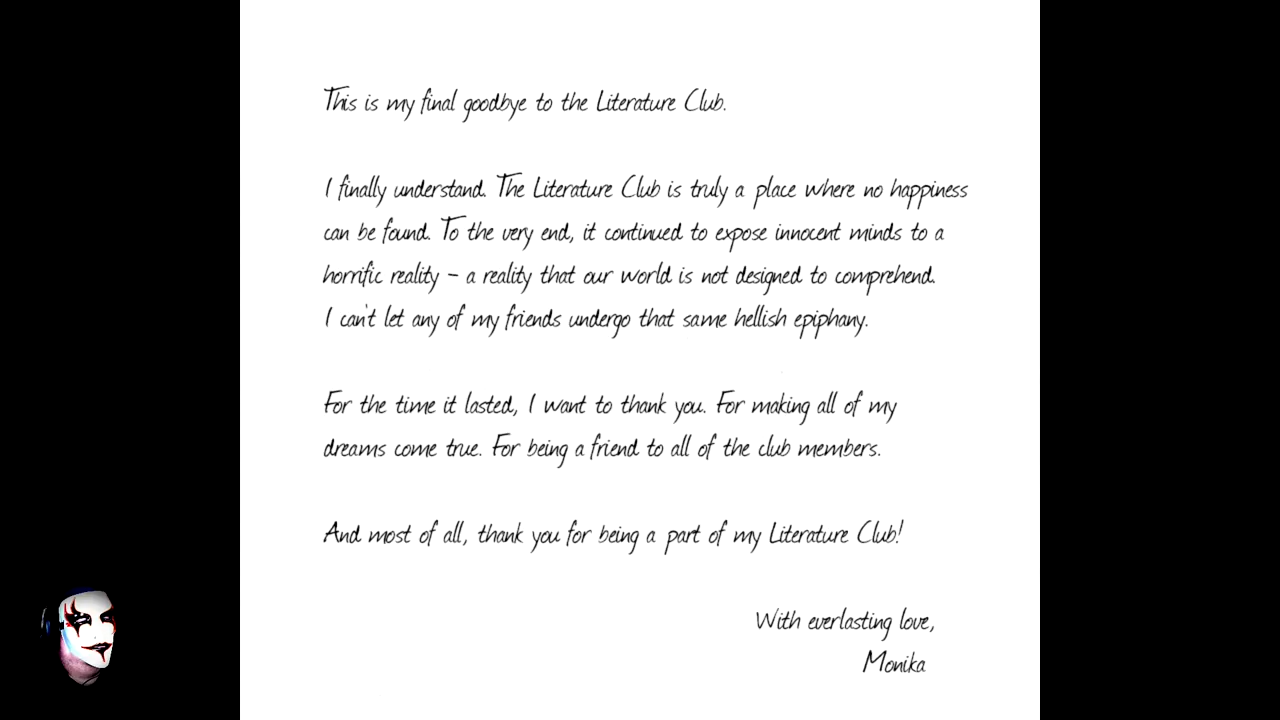 This is my final goodbye to the Literature Club.
I finally understand. The Literature Club is truly a place where no happiness
can be found. To the very end, it continued to expose innocent minds to a
horrific reality - a reality that our world is not designed to comprehend.
I can't let any of my friends undergo that same hellish epiphany.
For the time it lasted, I want to thank you. For making all of my
dreams come true. For being a friend to all of the club members.
And most of all, thank you for being a part of my Literature Club!
With everlasting love,
Monika